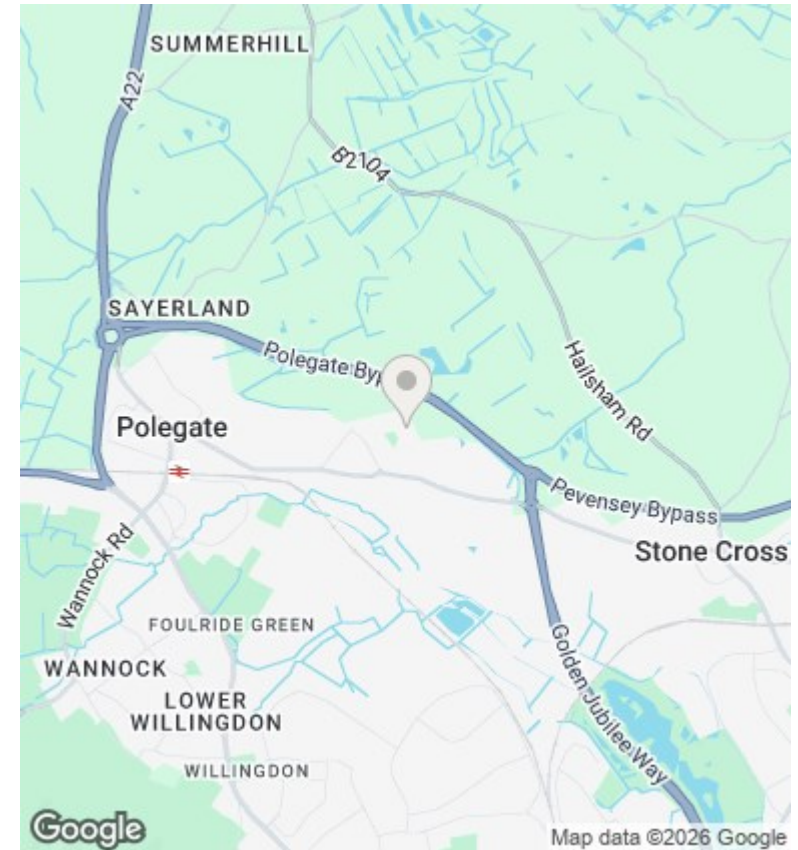 SUMMERHILL
A22
B2104
SAYERLAND
Polegate Byp
Hailsham Rd
Polegate
Pevensey Bypass
Stone Cross
Wannock Rd
FOULRIDE GREEN
WANNOCK
LOWER
WILLINGDON
WILLINGDON
Golden Jubilee Way
Google
Map data ©2026 Google